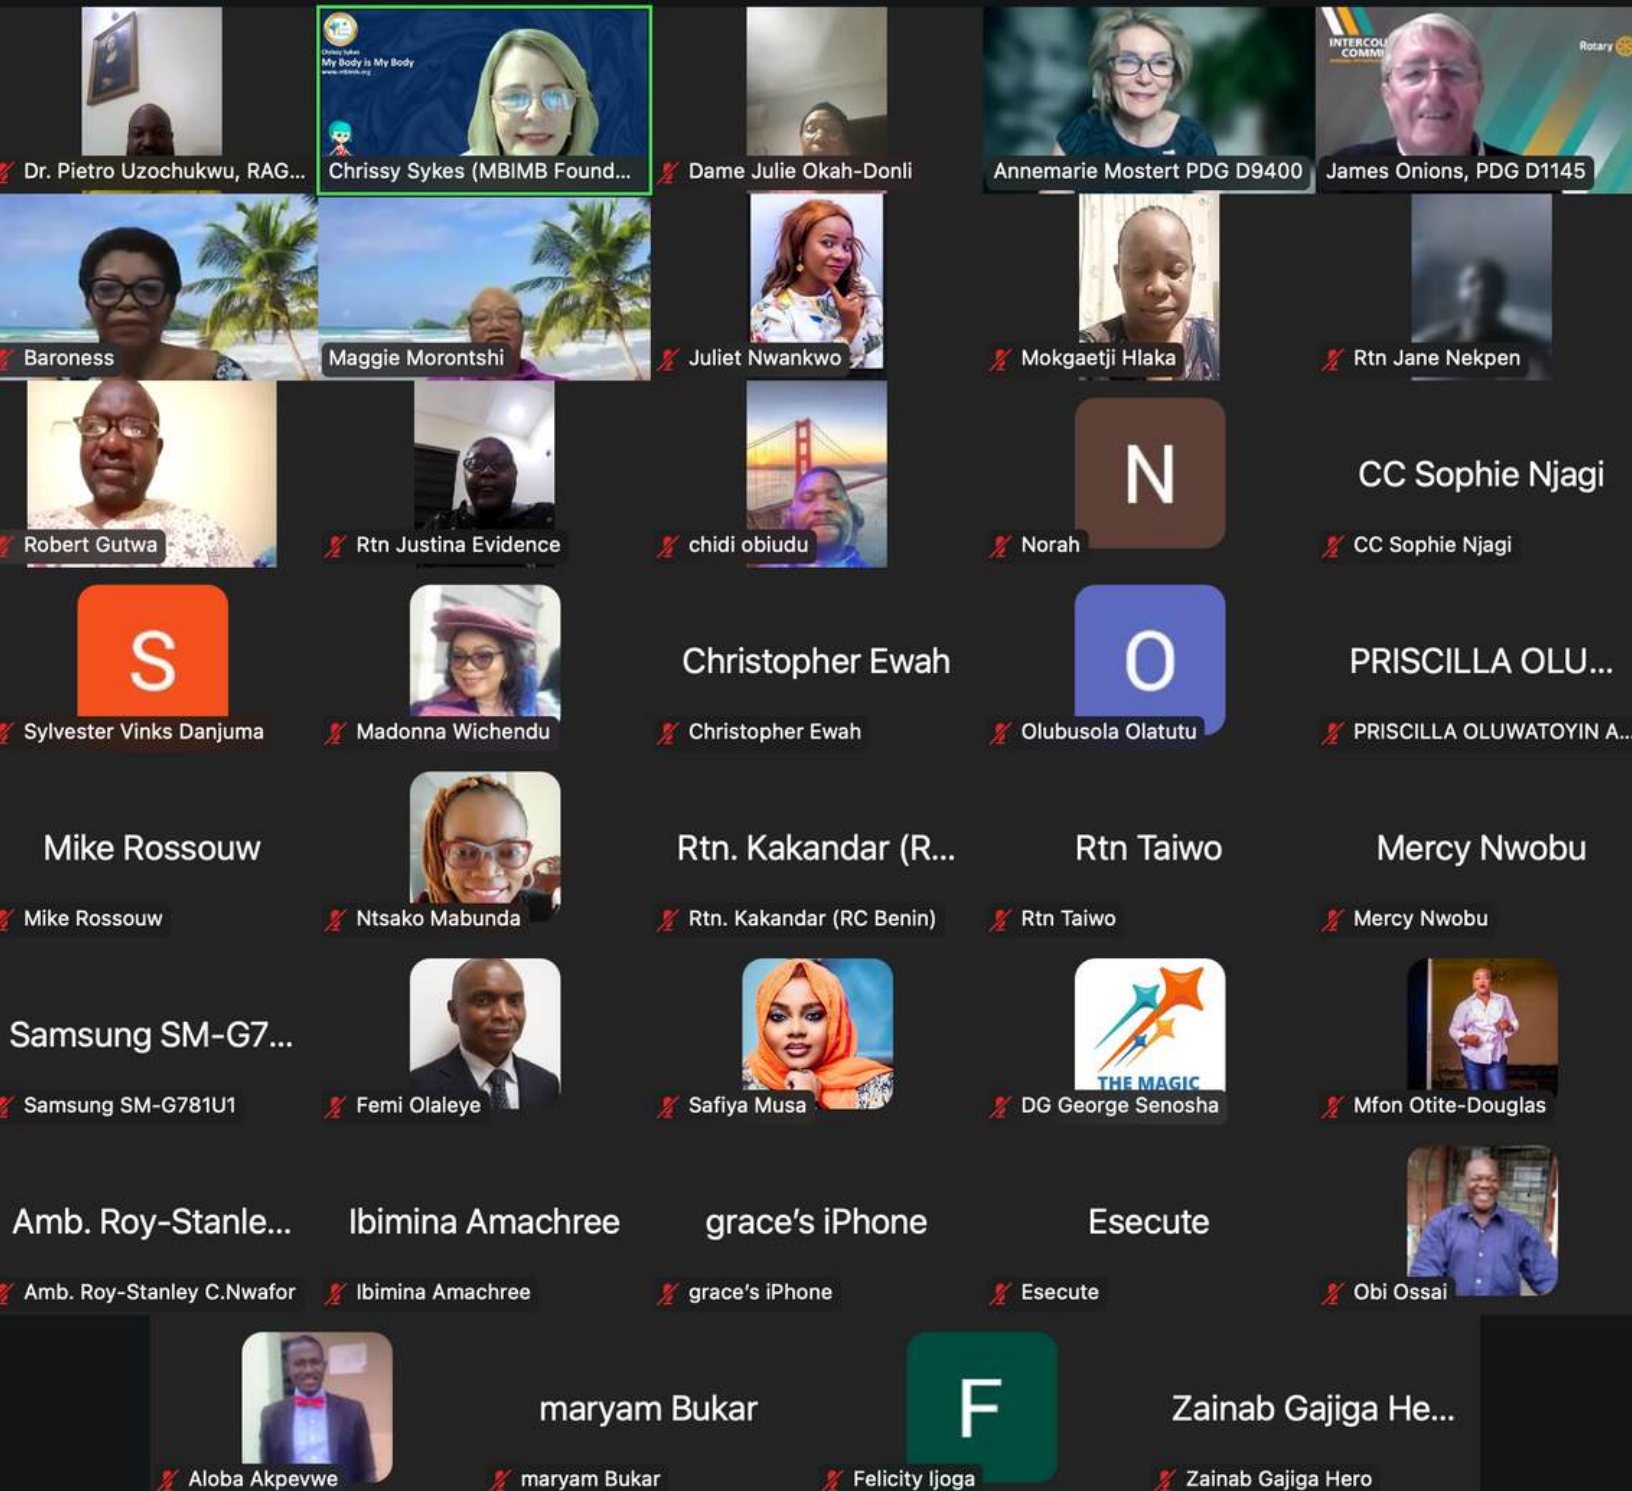 Chrissy Sykes
My Body is My Body
www.mbimb.org
INTERCOU
COMMI
Rotary
Dr. Pietro Uzochukwu, RAG...
Chrissy Sykes (MBIMB Found...
Dame Julie Okah-Donli
Annemarie Mostert PDG D9400
James Onions, PDG D1145
Baroness
Maggie Morontshi
Juliet Nwankwo
Mokgaetji Hlaka
Rtn Jane Nekpen
N
CC Sophie Njagi
Robert Gutwa
Rtn Justina Evidence
chidi obiudu
Norah
CC Sophie Njagi
S
Christopher Ewah
O
PRISCILLA OLU...
Sylvester Vinks Danjuma
Madonna Wichendu
Christopher Ewah
Olubusola Olatutu
PRISCILLA OLUWATOYIN A...
Mike Rossouw
Rtn. Kakandar (R...
Rtn Taiwo
Mercy Nwobu
Mike Rossouw
Ntsako Mabunda
Rtn. Kakandar (RC Benin)
Rtn Taiwo
Mercy Nwobu
Samsung SM-G7...
THE MAGIC
Samsung SM-G781U1
Femi Olaleye
Safiya Musa
DG George Senosha
Mfon Otite-Douglas
Amb. Roy-Stanle...
Ibimina Amachree
grace’s iPhone
Esecute
Amb. Roy-Stanley C.Nwafor
Ibimina Amachree
grace’s iPhone
Esecute
Obi Ossai
maryam Bukar
F
Zainab Gajiga He...
Aloba Akpevwe
maryam Bukar
Felicity Ijoga
Zainab Gajiga Hero